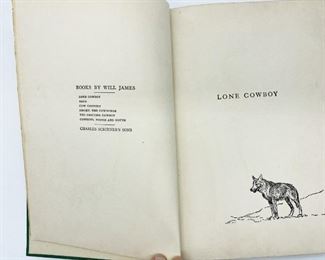 BOOKS BY WILL JAMES
LONE COWBOY
SAND
COW COUNTRY
SMOKY, THE COWHORSE
THE DRIFTING COWBOY
COWBOYS, NORTH AND SOUTH
CHARLES SCRIBNER'S SONS
LONE COWBOY